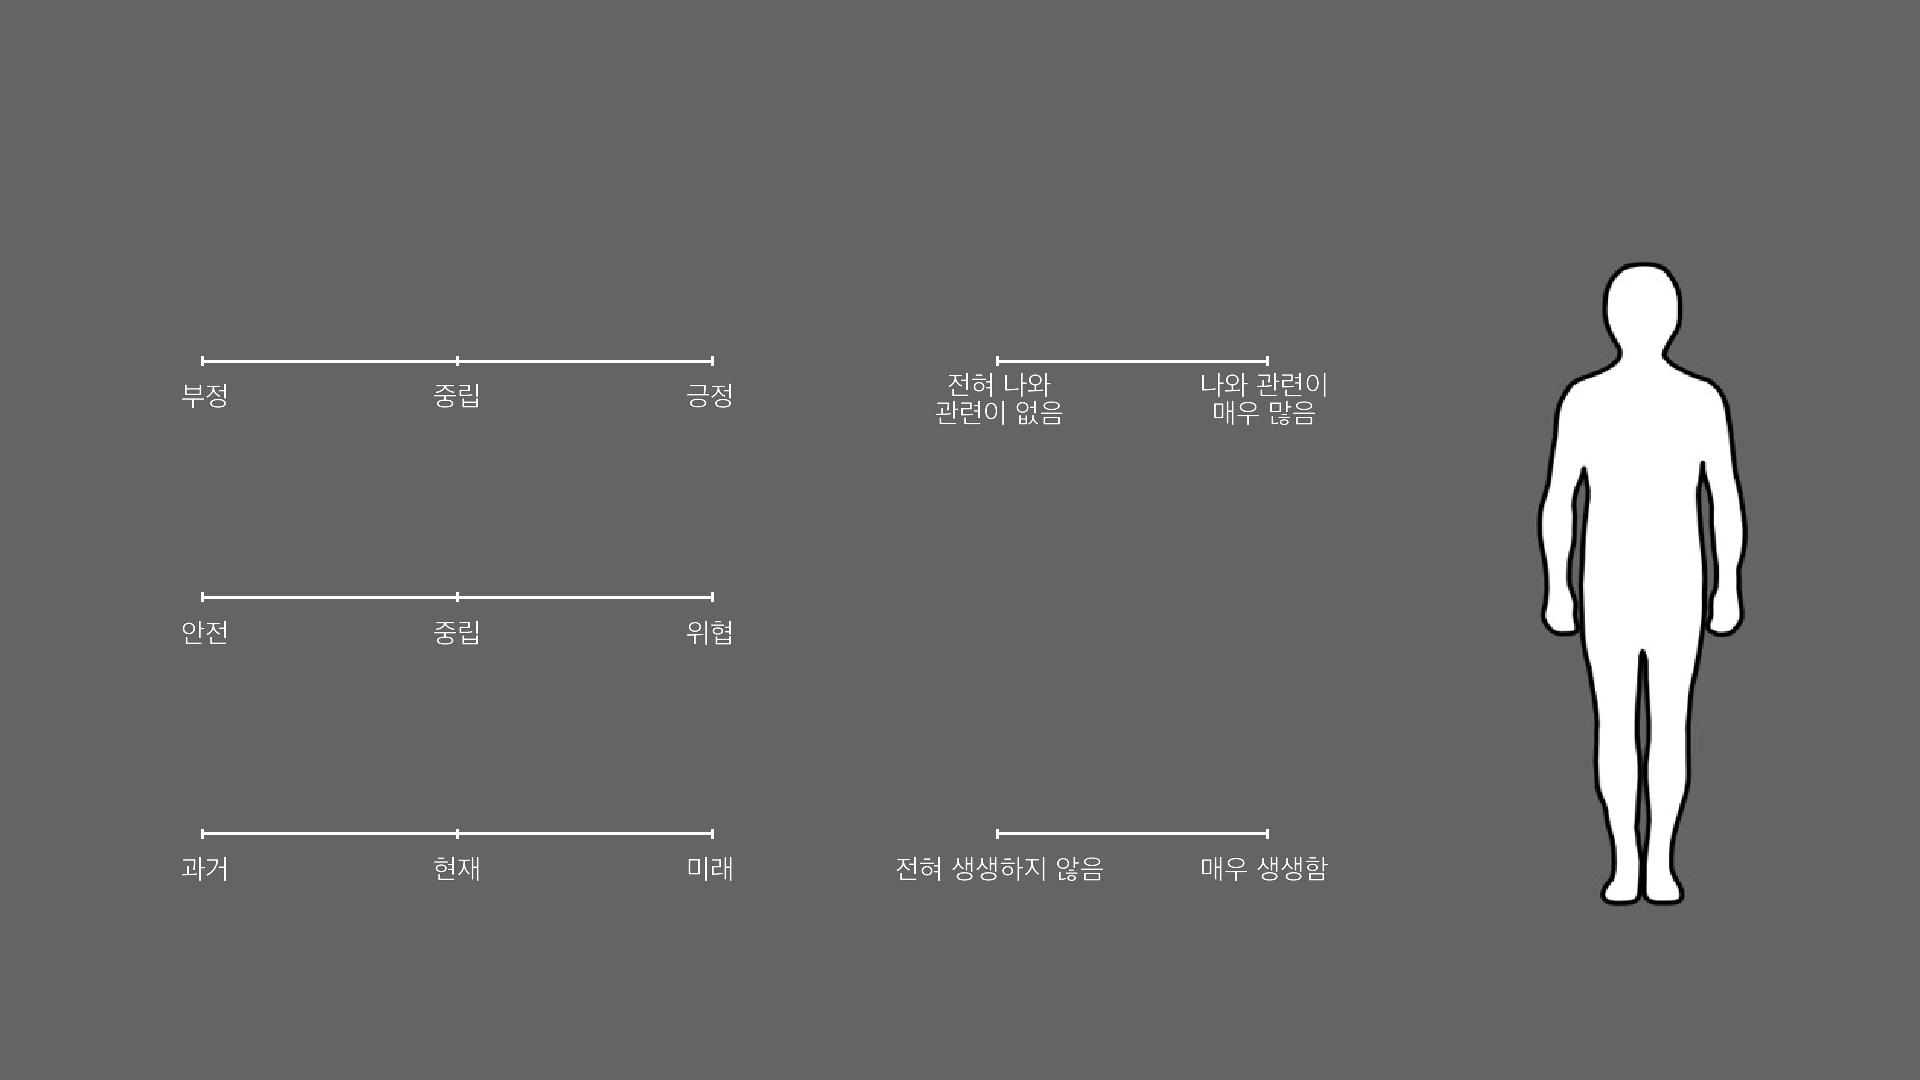 부정 중립 긍정
전혀 나와
관련이 없음
나와 관련이
매우 많음
안전 중립 위협
과거 현재 미래
전혀 생생하지 않음 매우 생생함